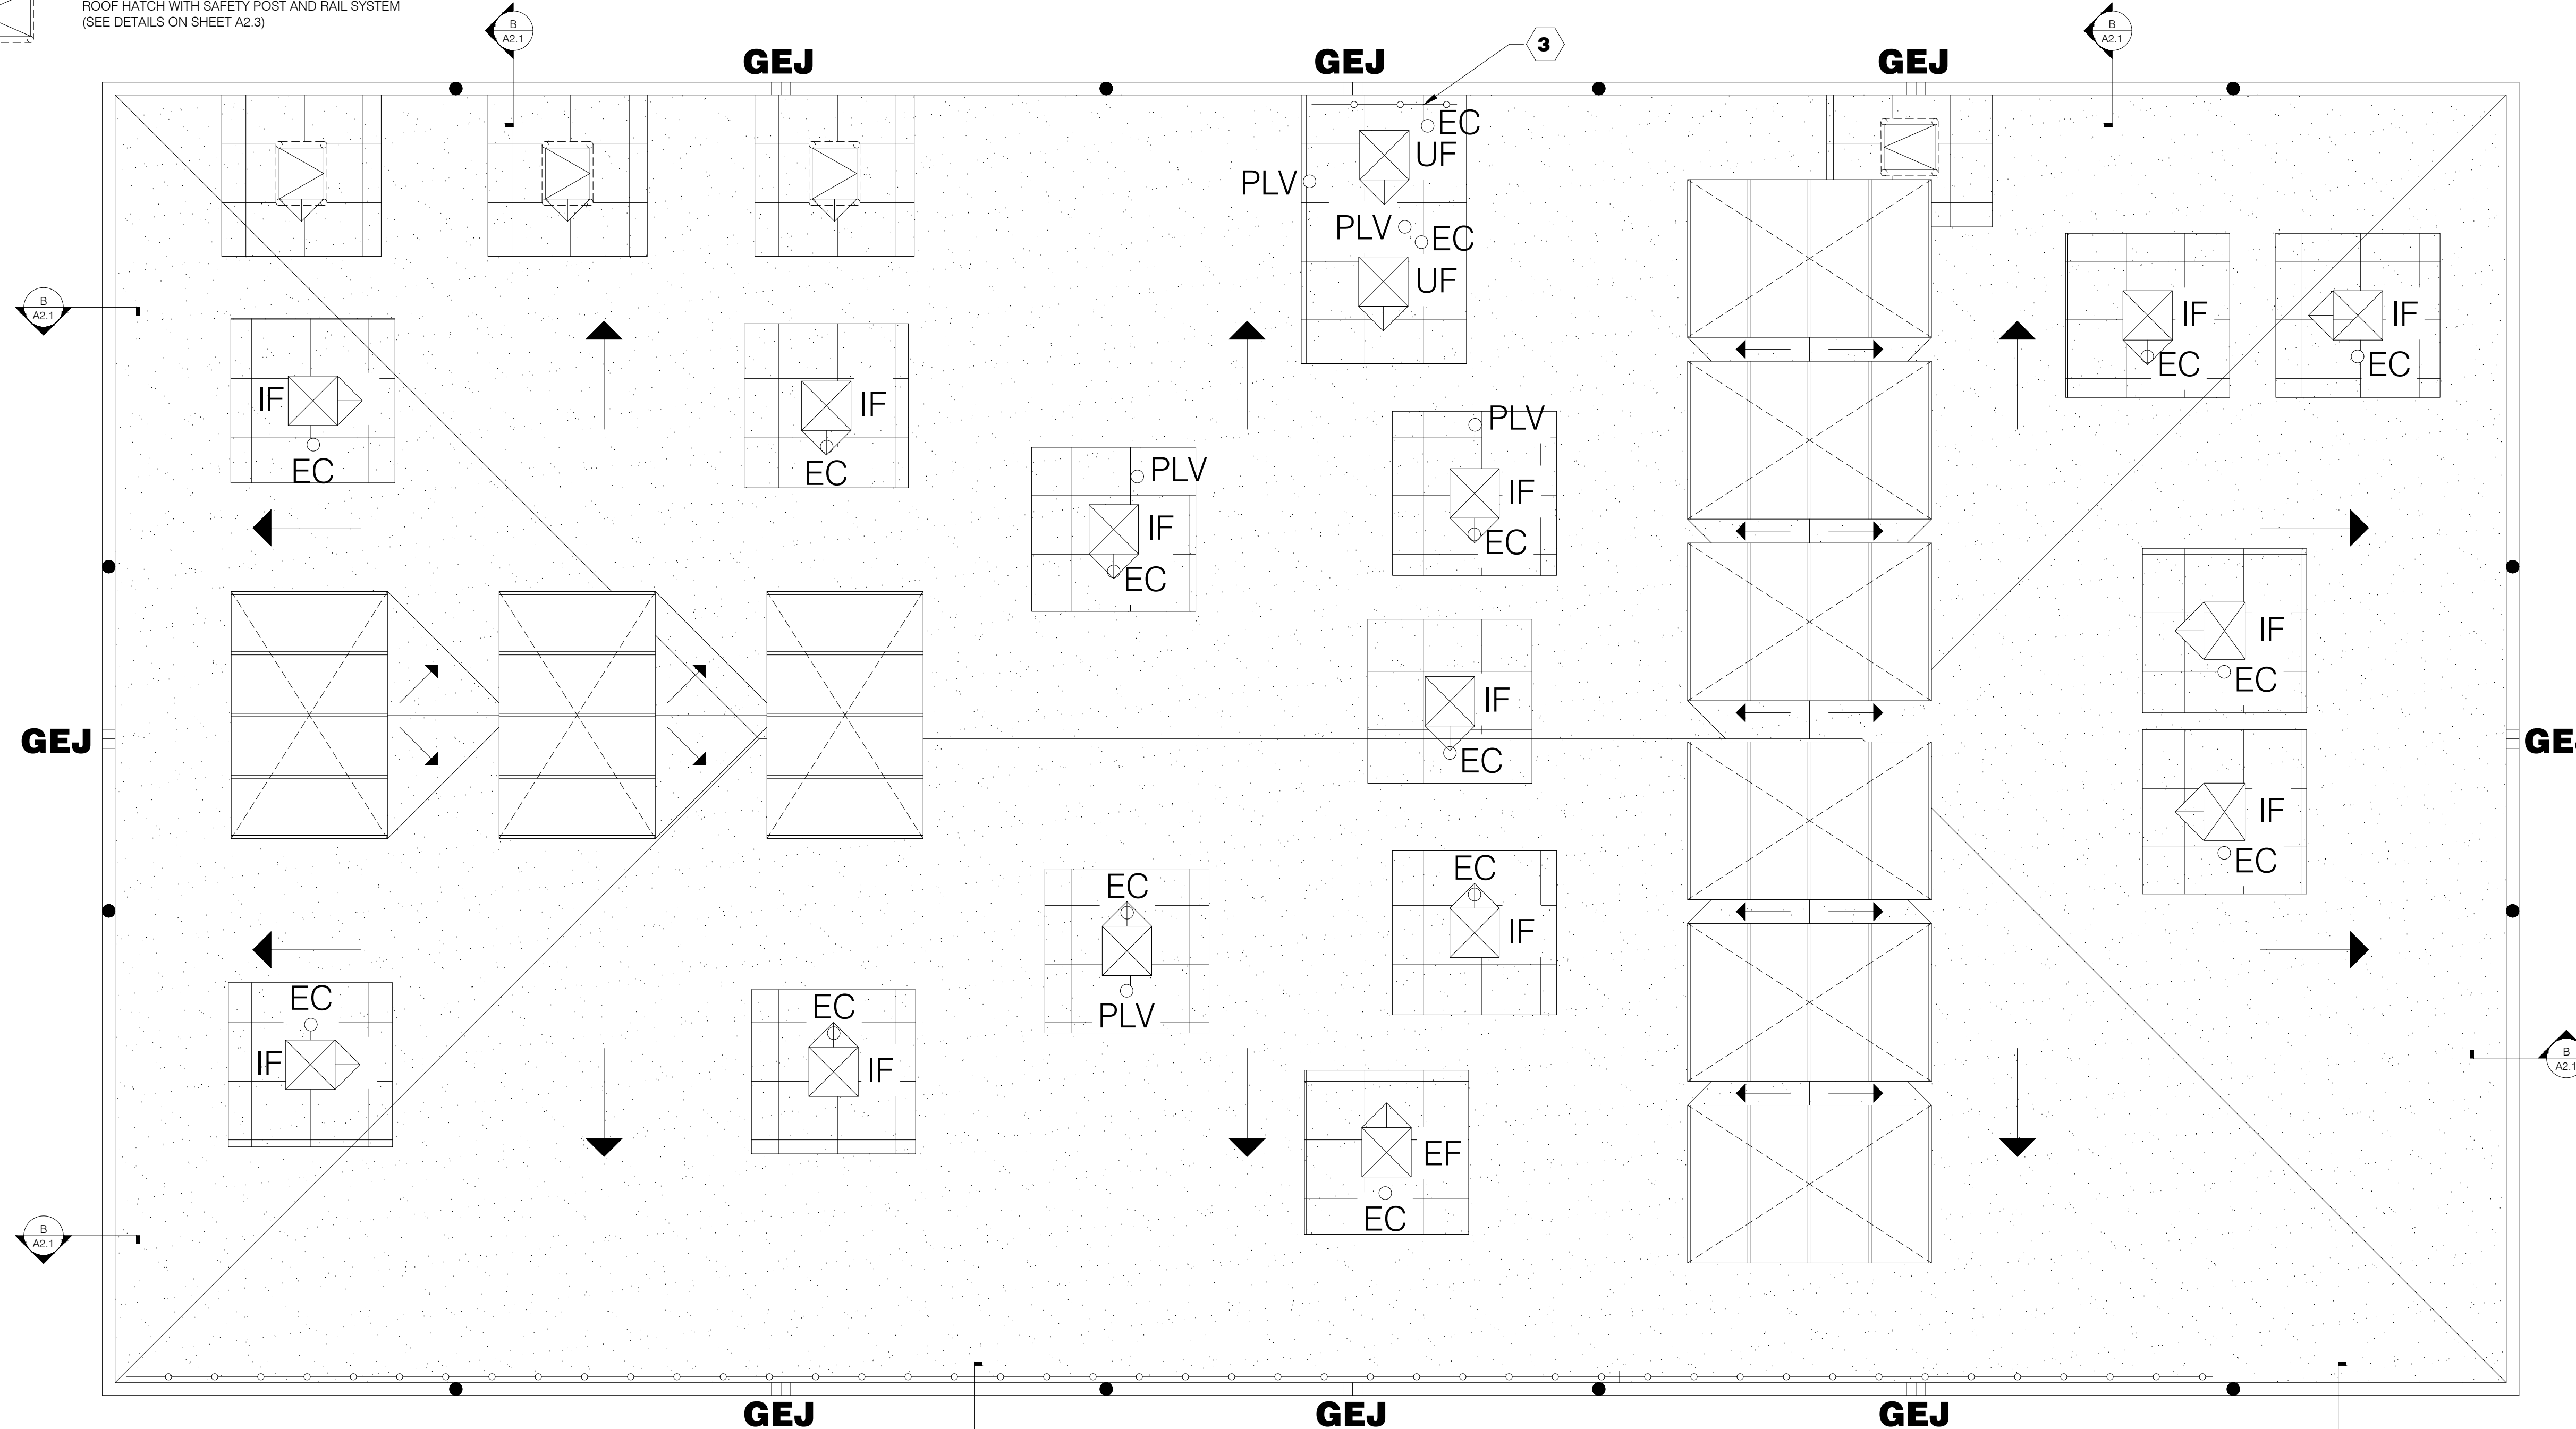 ROOF HATCH WITH SAFETY POST AND RAIL SYSTEM
(SEE DETAILS ON SHEET A2.3)
B
A2.1
B
A2.1
GEJ
GEJ
GEJ
3
EC
UF
PLV
PLV
EC
UF
B
A2.1
IF
EC
IF
EC
IF
EC
IF
EC
PLV
IF
EC
PLV
IF
EC
IF
EC
IF
EC
GEJ
GE
IF
EC
EC
PLV
EC
IF
EC
IF
EC
IF
EF
EC
B
A2.1
B
A2.1
GEJ
GEJ
GEJ